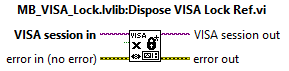 MB_VISA_Lock.lvlib:Dispose VISA Lock Ref.vi
VISA session in
VISA
VISA session out
error in (no error)
error out